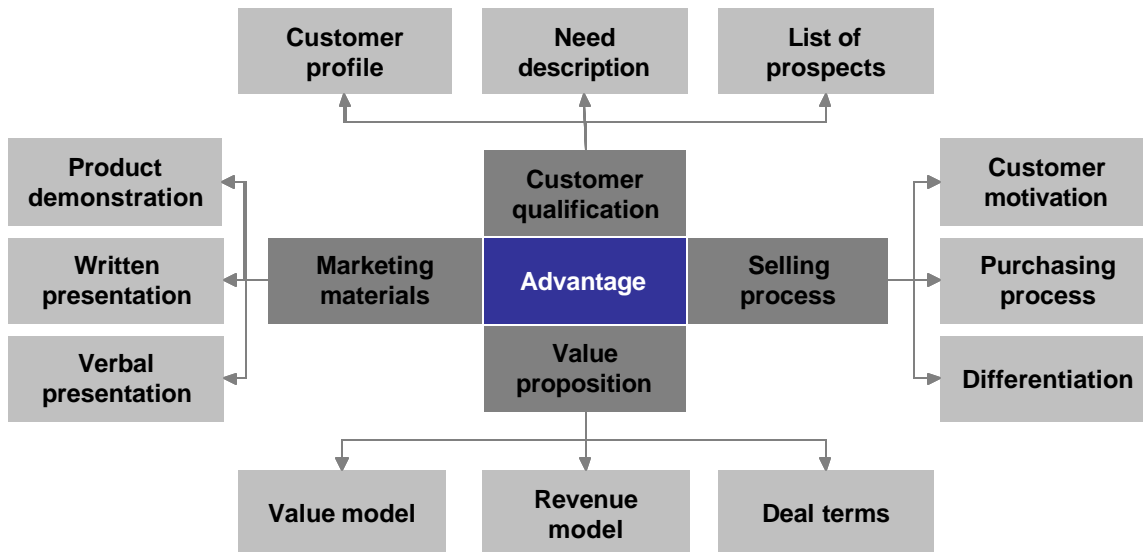 Customer
profile
Need
description
List of
prospects
Product
demonstration
Customer
qualification
Customer
motivation
Written
presentation
Marketing
materials
Advantage
Selling
process
Purchasing
process
Verbal
presentation
Value
proposition
Differentiation
Value model
Revenue
model
Deal terms